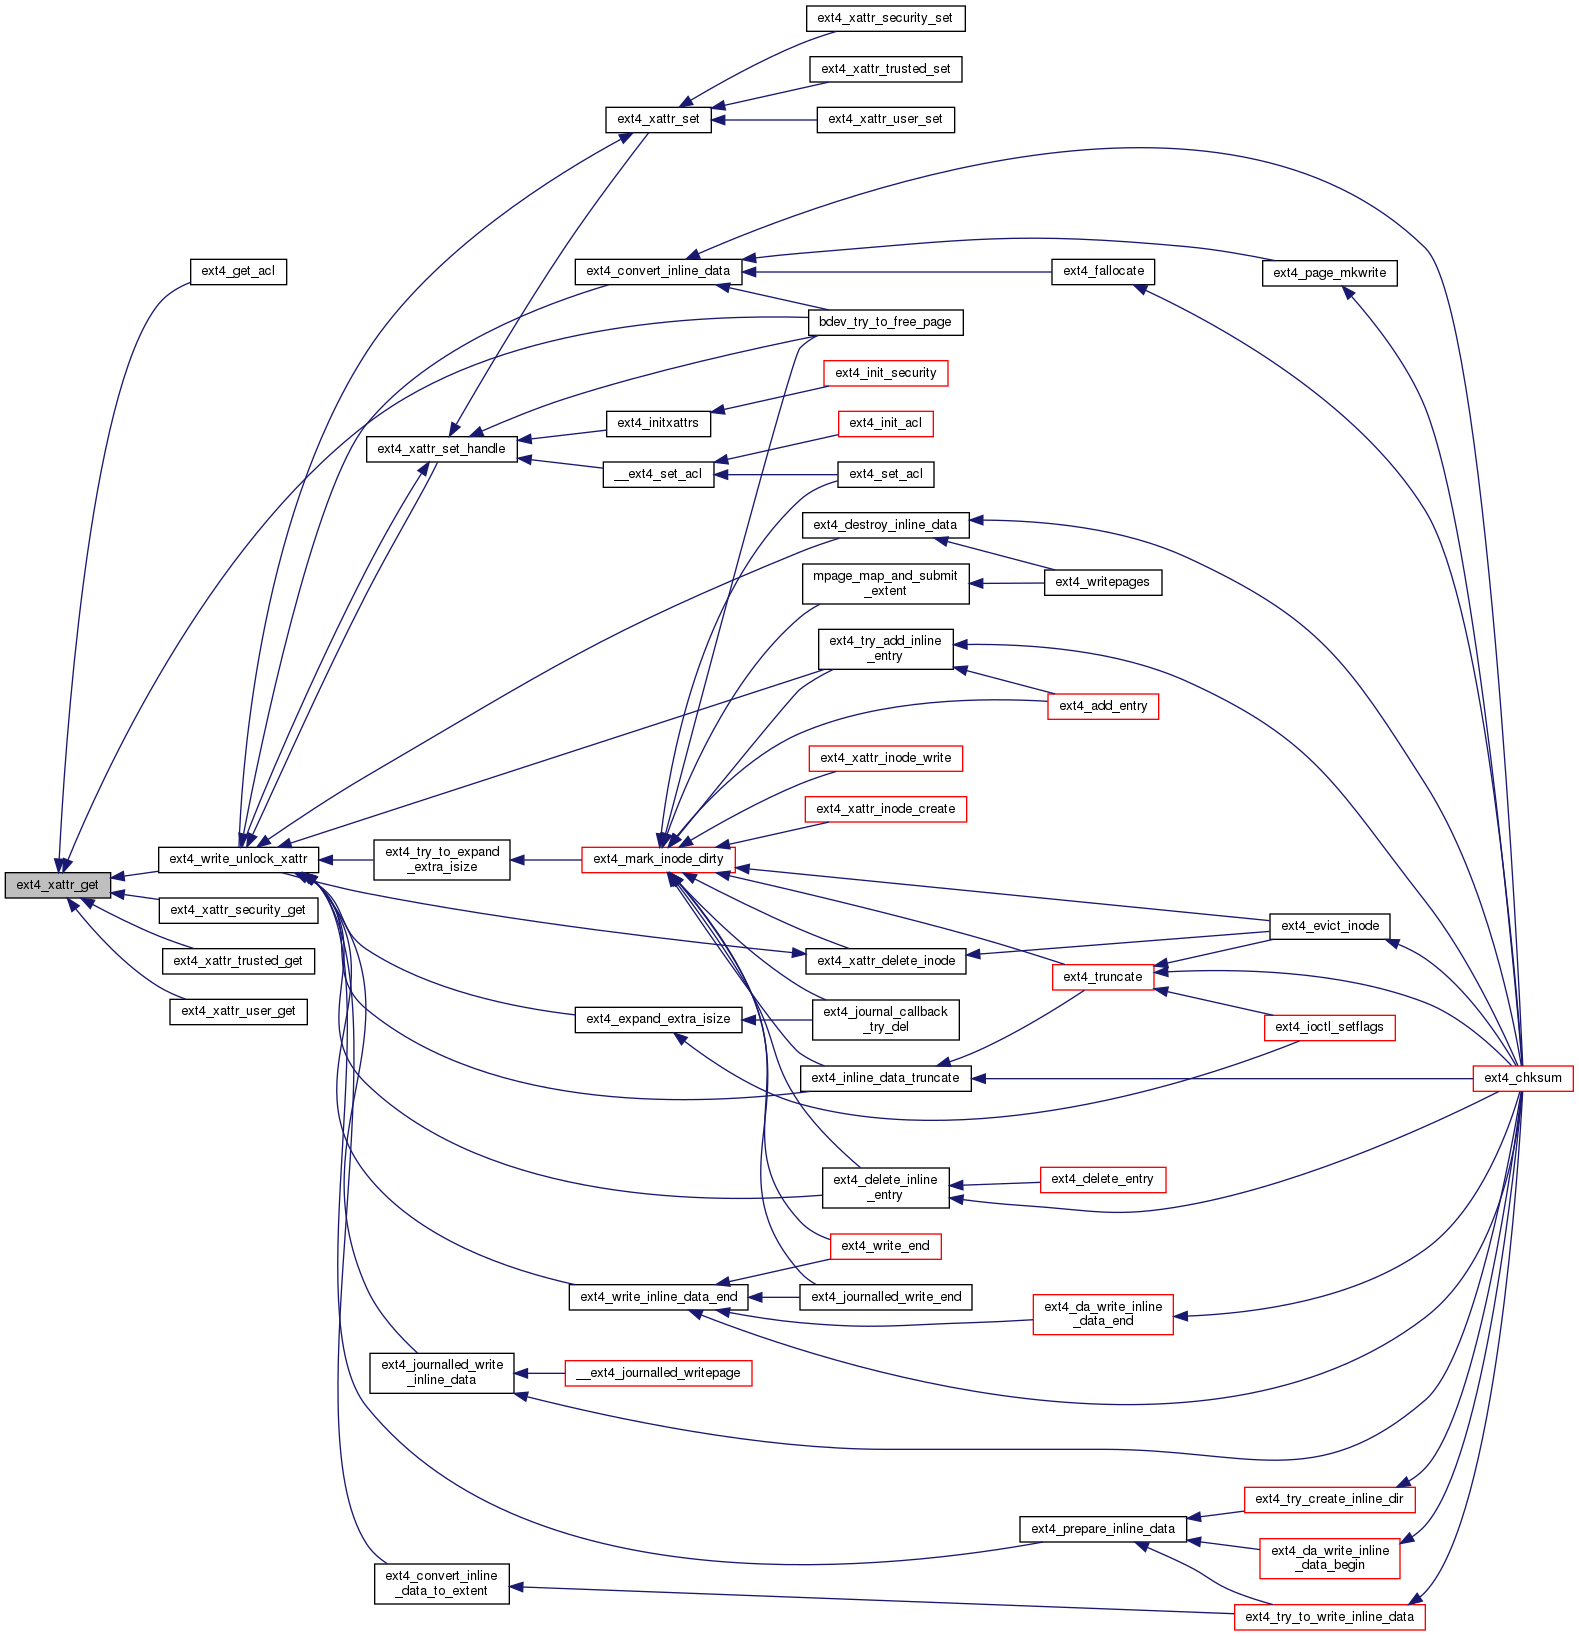 ext4_xattr_security_set
ext4_xattr_trusted_set
ext4_xattr_set
ext4_xattr_user_set
ext4_get_acl
ext4_convert_inline_data
ext4_fallocate
ext4_page_mkwrite
bdev_try_to_free_page
ext4_init_security
ext4_initxattrs
ext4_init_acl
ext4_xattr_set_handle
__ext4_set_acl
ext4_set_acl
ext4_destroy_inline_data
mpage_map_and_submit
_extent
ext4_writepages
ext4_try_add_inline
_entry
ext4_add_entry
ext4_xattr_inode_write
ext4_xattr_inode_create
ext4_write_unlock_xattr
ext4_try_to_expand
_extra_isize
ext4_mark_inode_dirty
ext4_xattr_get
ext4_xattr_security_get
ext4_evict_inode
ext4_xattr_trusted_get
ext4_xattr_delete_inode
ext4_truncate
ext4_xattr_user_get
ext4_expand_extra_isize
ext4_journal_callback
_try_del
ext4_ioctl_setflags
ext4_inline_data_truncate
ext4_chksum
ext4_delete_inline
_entry
ext4_delete_entry
ext4_write_end
ext4_write_inline_data_end
ext4_journalled_write_end
ext4_da_write_inline
_data_end
ext4_journalled_write
_inline_data
__ext4_journalled_writepage
ext4_try_create_inline_dir
ext4_prepare_inline_data
ext4_da_write_inline
_data_begin
ext4_convert_inline
_data_to_extent
ext4_try_to_write_inline_data